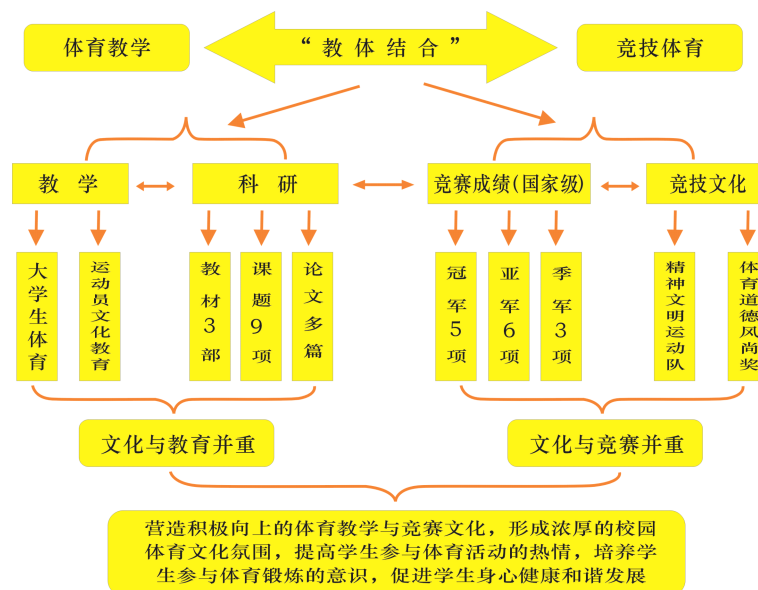 体育教学
“教体结合”
竞技体育
教 学
科 研
竞赛成绩(国家级)
竞技文化
大学生体育
运动员文化教育
教材3部
课题9项
论文多篇
冠军5项
亚军6项
季军3项
精神文明运动队
体育道德风尚奖
文化与教育并重
文化与竞赛并重
营造积极向上的体育教学与竞赛文化，形成浓厚的校园
体育文化氛围，提高学生参与体育活动的热情，培养学
生参与体育锻炼的意识，促进学生身心健康和谐发展